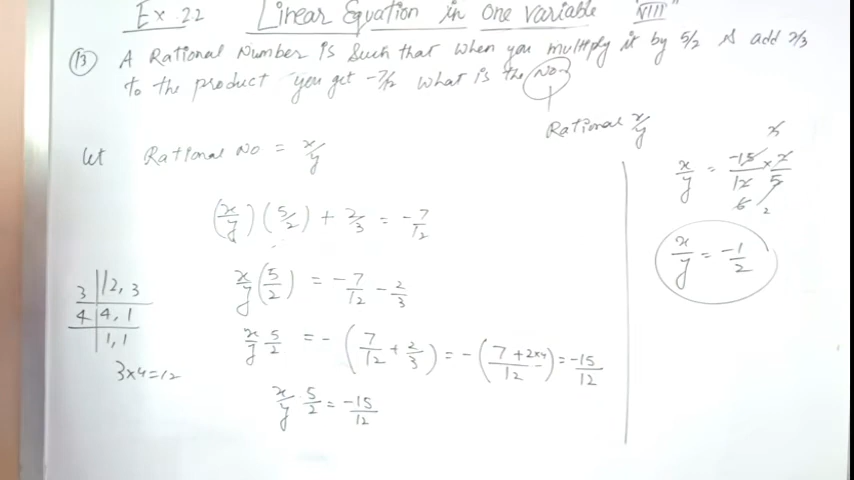 Ex 2.2 Linear Equation in One Variable "VIII"
(13) A Rational Number is Such that when you multiply it by 5/2 & add 2/3
to the product you get -7/12 what is the No.
Rational x/y
Let Rational No = x/y
(x/y) (5/2) + 2/3 = -7/12
x/y (5/2) = -7/12 - 2/3
x/y 5/2 = - (7/12 + 2/3) = - (7 + 2×4/12) = -15/12
x/y · 5/2 = -15/12
3 | 12, 3
4 | 4, 1
1, 1
3×4=12
x/y = -15/12 × 2/5
6 2
x/y = -1/2